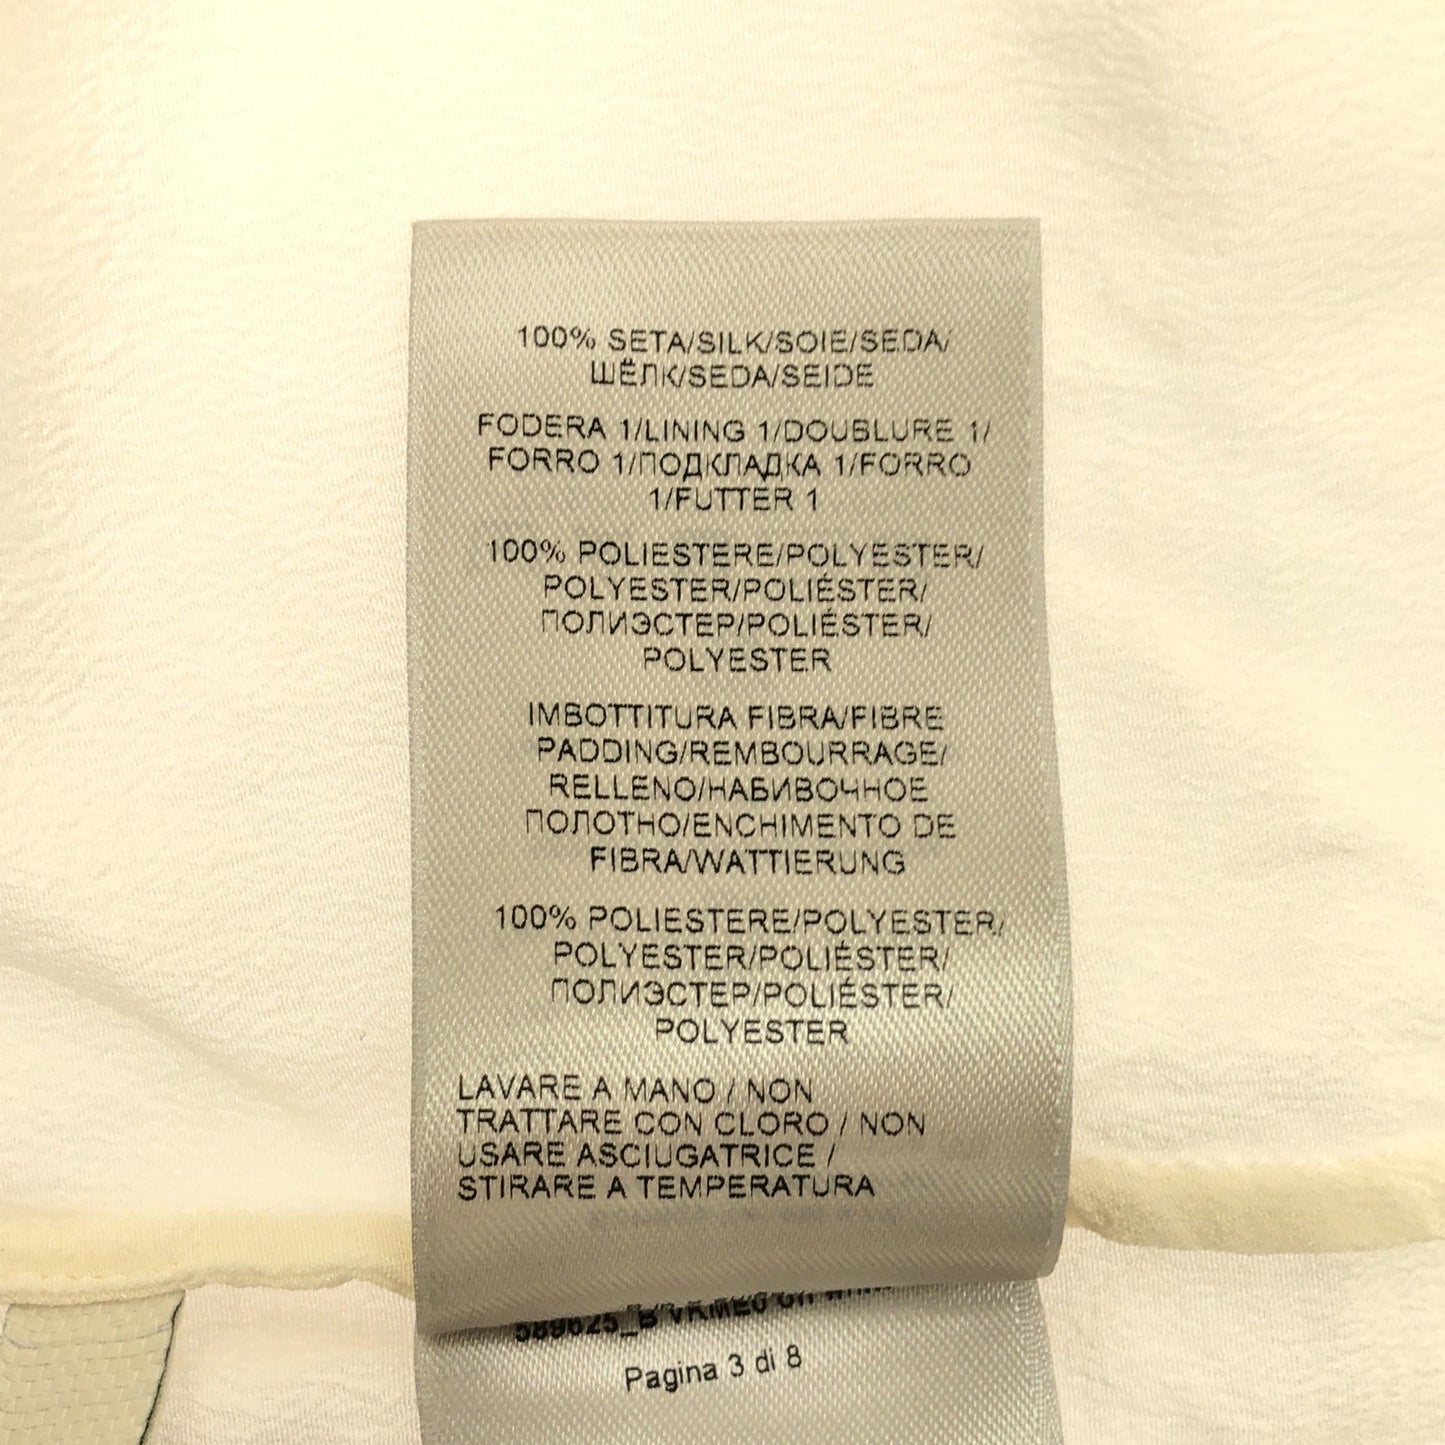 100% SETA/SILK/SOIE/SEDA/
ШЁЛК/SEDA/SEIDE
FODERA 1/LINING 1/DOUBLURE 1/
FORRO 1/ПОДКЛАДКА 1/FORRO
1/FUTTER 1
100% POLIESTERE/POLYESTER/
POLYESTER/POLIÉSTER/
ПОЛИЭСТЕР/POLIÉSTER/
POLYESTER
IMBOTTITURA FIBRA/FIBRE
PADDING/REMBOURRAGE/
RELLENO/НАБИВОЧНОЕ
ПОЛОТНО/ENCHIMENTO DE
FIBRA/WATTIERUNG
100% POLIESTERE/POLYESTER/
POLYESTER/POLIÉSTER/
ПОЛИЭСТЕР/POLIÉSTER/
POLYESTER
LAVARE A MANO / NON
TRATTARE CON CLORO / NON
USARE ASCIUGATRICE /
STIRARE A TEMPERATURA
589625_B
Pagina 3 di 8